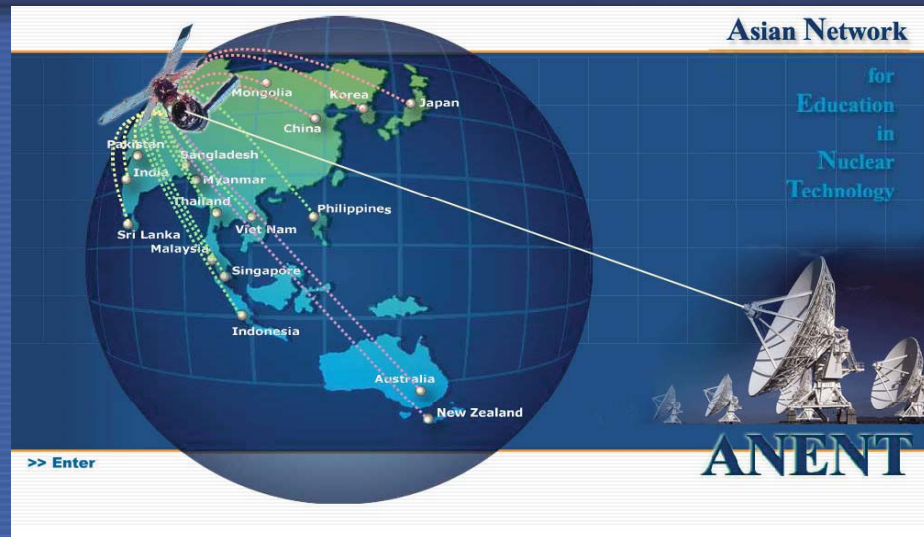 Asian Network
for
Education
in
Nuclear
Technology
Mongolia
Korea
Japan
China
Pakistan
Bangladesh
India
Myanmar
Thailand
Philippines
Sri Lanka
Viet Nam
Malaysia
Singapore
Indonesia
Australia
New Zealand
ANENT
>> Enter